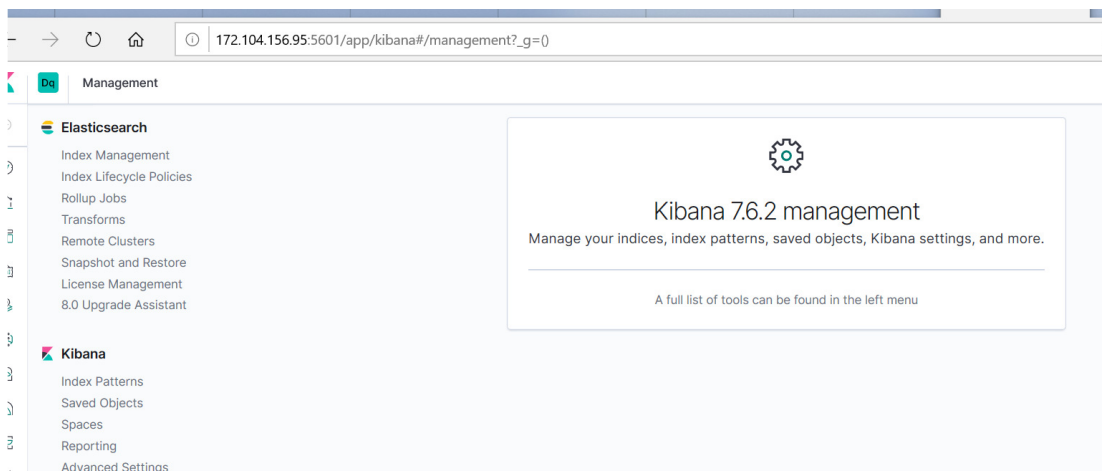 172.104.156.95:5601/app/kibana#/management?_g=()
Dq Management
Elasticsearch
Index Management
Index Lifecycle Policies
Rollup Jobs
Transforms
Remote Clusters
Snapshot and Restore
License Management
8.0 Upgrade Assistant
Kibana
Index Patterns
Saved Objects
Spaces
Reporting
Advanced Settings
Kibana 7.6.2 management
Manage your indices, index patterns, saved objects, Kibana settings, and more.
A full list of tools can be found in the left menu